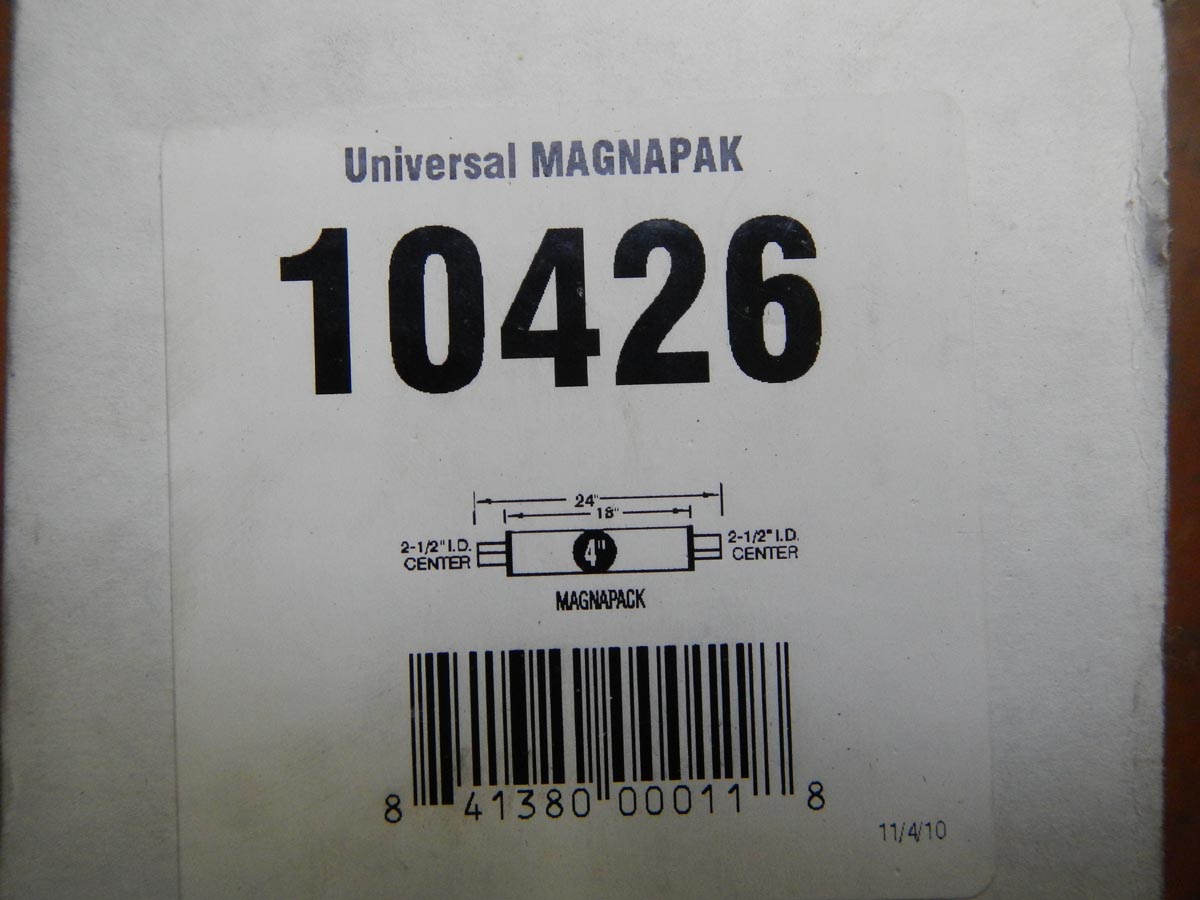 Universal MAGNAPAK
10426
24"
18"
2-1/2" I.D.
CENTER
4"
2-1/2" I.D.
CENTER
MAGNAPACK
8 41380 00011 8
11/4/10